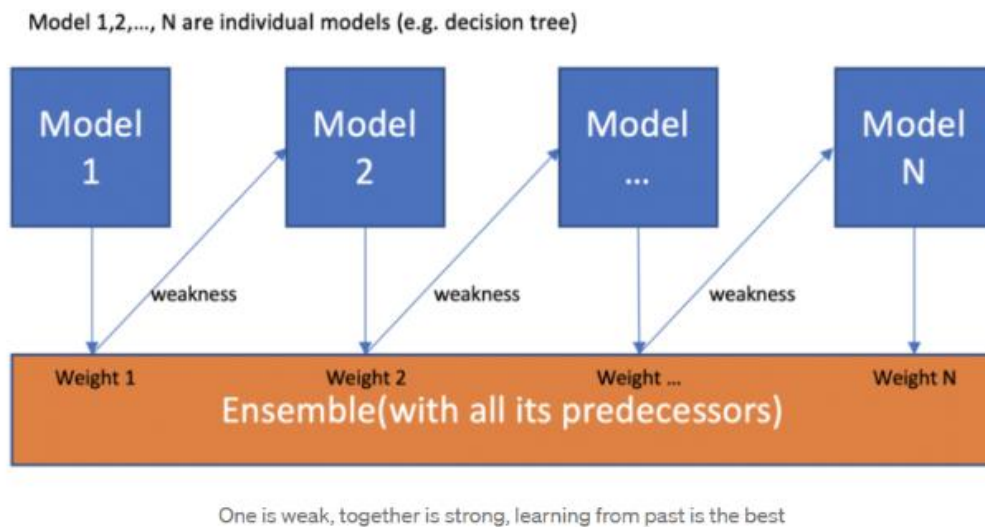 Model 1,2,..., N are individual models (e.g. decision tree)
Model
1
Model
2
Model
...
Model
N
weakness
weakness
weakness
Weight 1
Weight 2
Weight ...
Weight N
Ensemble(with all its predecessors)
One is weak, together is strong, learning from past is the best